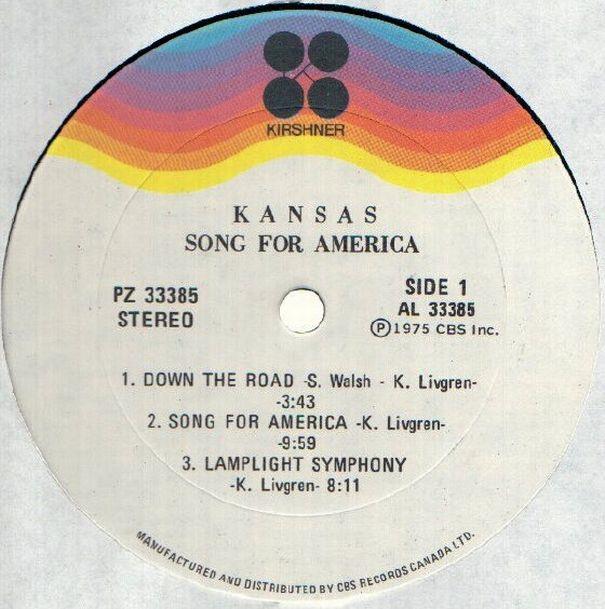 KIRSHNER
KANSAS
SONG FOR AMERICA
PZ 33385
STEREO
SIDE 1
AL 33385
Ⓟ1975 CBS Inc.
1. DOWN THE ROAD -S. Walsh - K. Livgren-
-3:43
2. SONG FOR AMERICA -K. Livgren-
-9:59
3. LAMPLIGHT SYMPHONY
-K. Livgren- 8:11
MANUFACTURED AND DISTRIBUTED BY CBS RECORDS CANADA LTD.